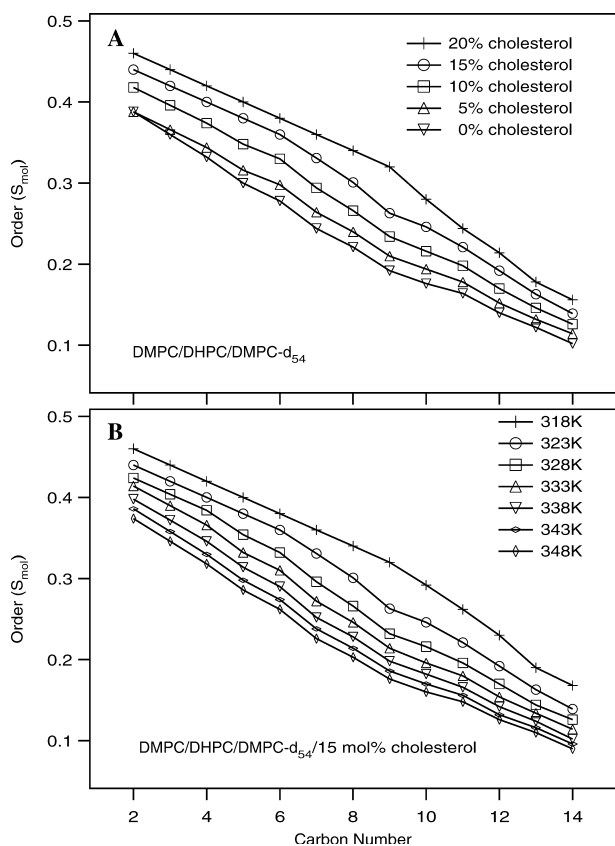 A
0.5
0.4
0.3
0.2
0.1
Order (Smol)
20% cholesterol
15% cholesterol
10% cholesterol
5% cholesterol
0% cholesterol
DMPC/DHPC/DMPC-d54
B
0.5
0.4
0.3
0.2
0.1
Order (Smol)
318K
323K
328K
333K
338K
343K
348K
DMPC/DHPC/DMPC-d54/15 mol% cholesterol
2 4 6 8 10 12 14
Carbon Number